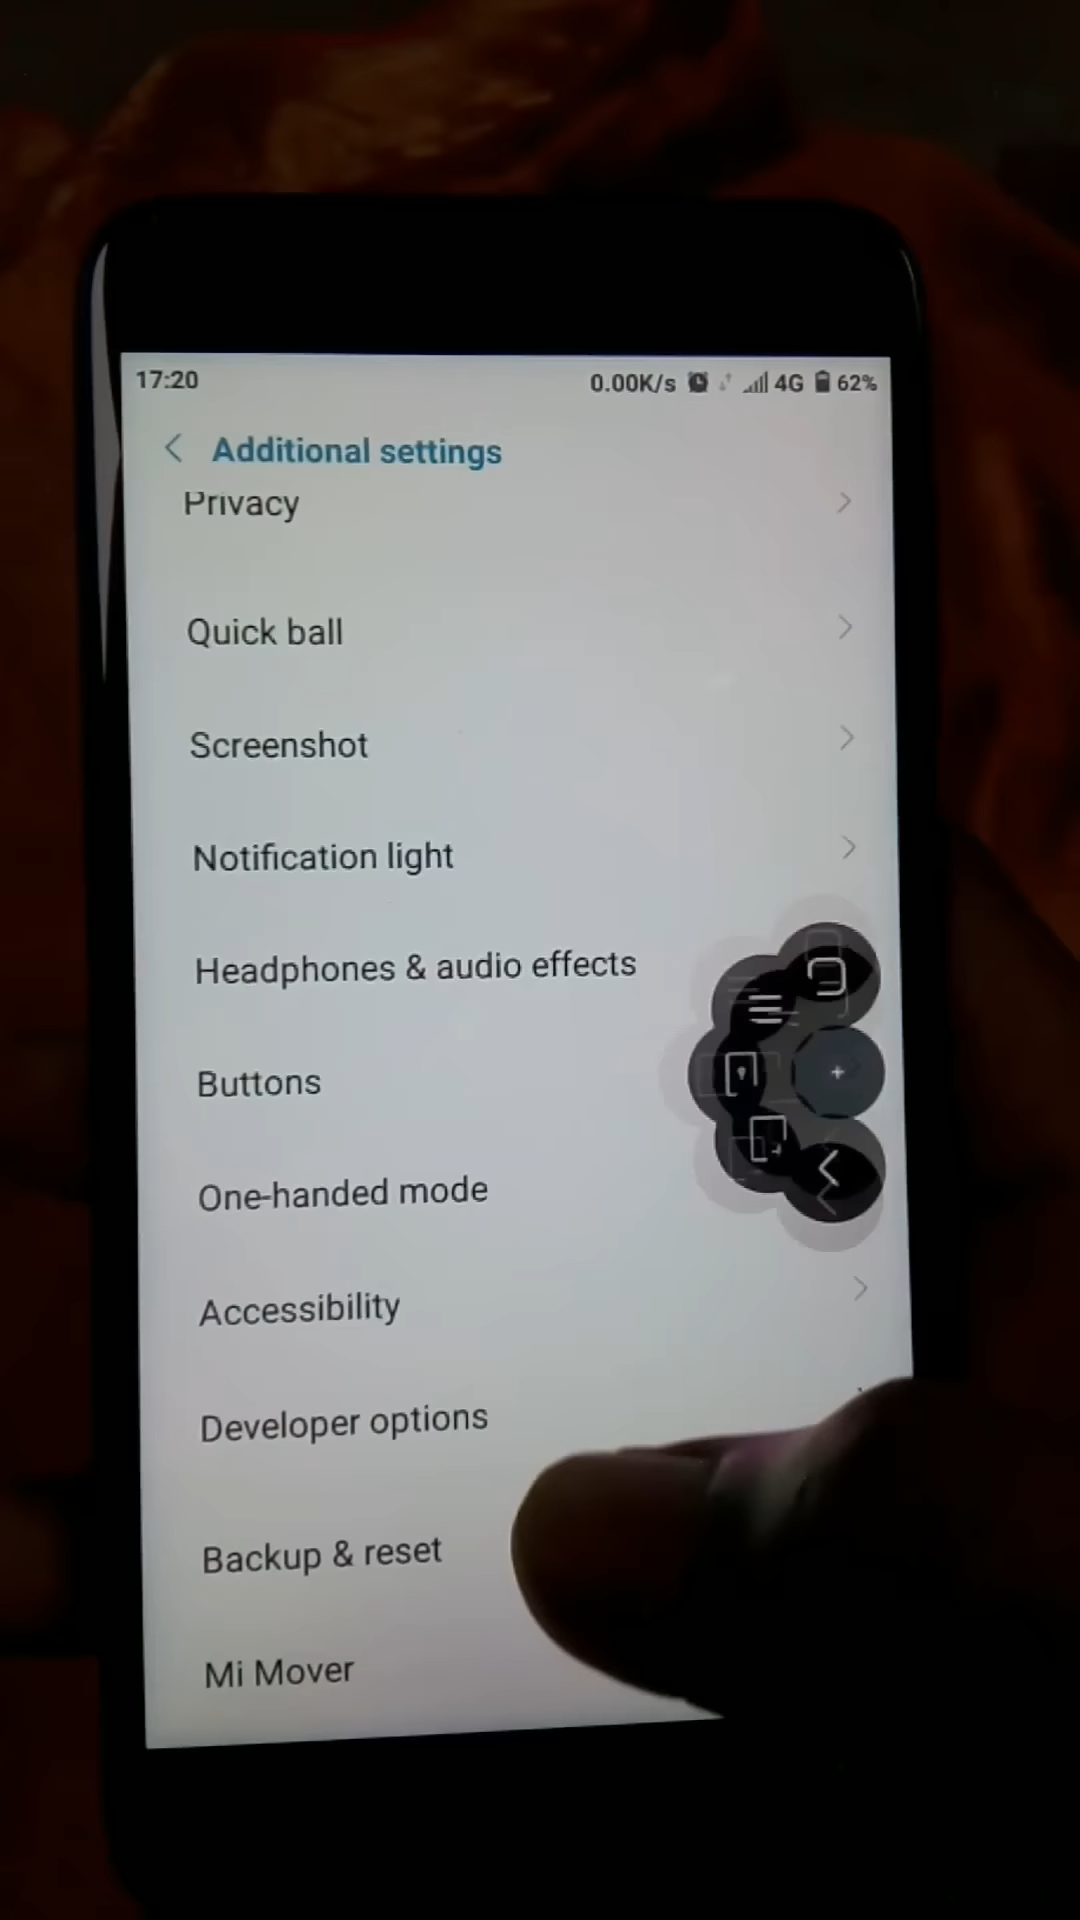 17:20 0.00K/s 4G 62%
Additional settings
Privacy
Quick ball
Screenshot
Notification light
Headphones & audio effects
Buttons
One-handed mode
Accessibility
Developer options
Backup & reset
Mi Mover